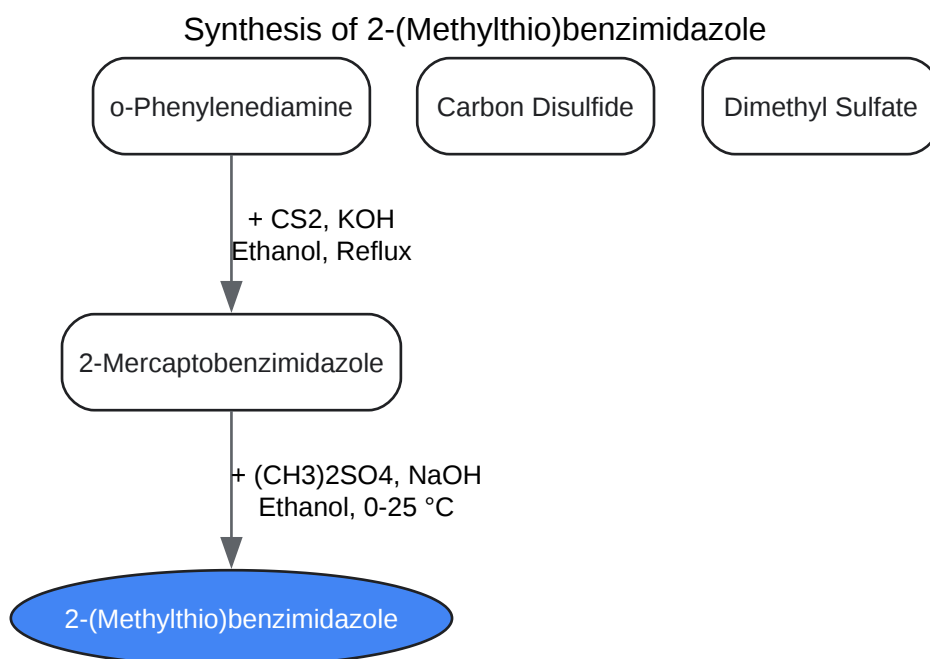 Synthesis of 2-(Methylthio)benzimidazole
o-Phenylenediamine
Carbon Disulfide
Dimethyl Sulfate
+ CS2, KOH
Ethanol, Reflux
2-Mercaptobenzimidazole
+ (CH3)2SO4, NaOH
Ethanol, 0-25 °C
2-(Methylthio)benzimidazole